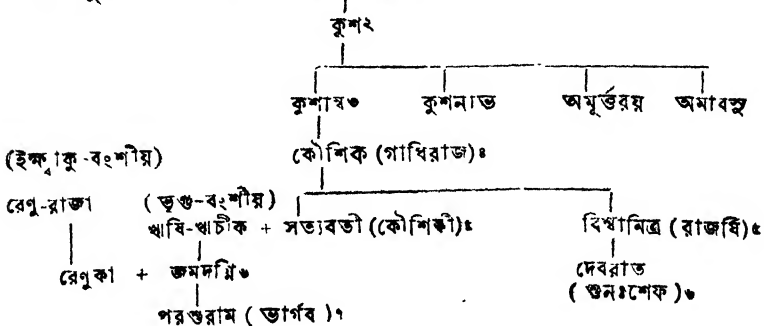 কুশ২
কুশাম্ব৩ কুশনাভ অমূর্ত্তরয় অমাবসু
(ইক্ষ্বাকু-বংশীয়) কৌশিক (গাধিরাজ)৪
রেণু-রাজা (ভৃগু-বংশীয়)
ঋষি-ঋচীক + সত্যবতী (কৌশিকী)৫ বিশ্বামিত্র (রাজর্ষি)৫
রেণুকা + জমদগ্নি৬ দেবরাত
(শুনঃশেফ)৬
পরশুরাম (ভার্গব)৭